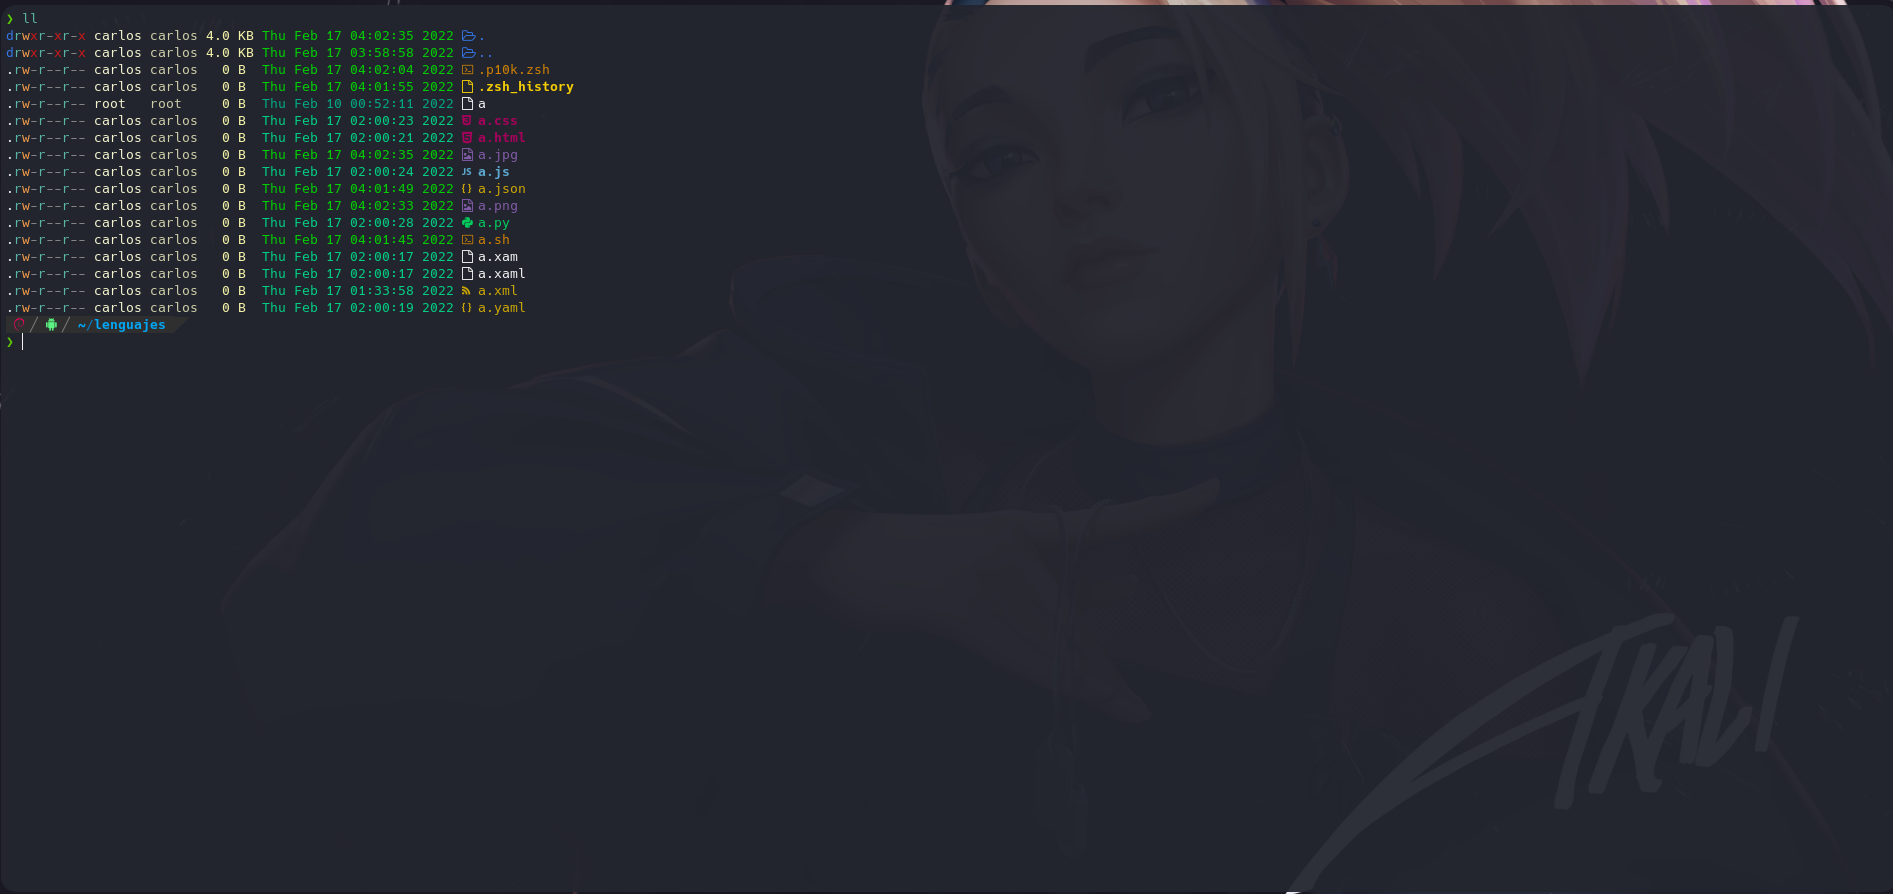 ❯ ll
drwxr-xr-x carlos carlos 4.0 KB Thu Feb 17 04:02:35 2022 .
drwxr-xr-x carlos carlos 4.0 KB Thu Feb 17 03:58:58 2022 ..
.rw-r--r-- carlos carlos   0 B  Thu Feb 17 04:02:04 2022 .p10k.zsh
.rw-r--r-- carlos carlos   0 B  Thu Feb 17 04:01:55 2022 .zsh_history
.rw-r--r-- root   root     0 B  Thu Feb 10 00:52:11 2022 a
.rw-r--r-- carlos carlos   0 B  Thu Feb 17 02:00:23 2022 a.css
.rw-r--r-- carlos carlos   0 B  Thu Feb 17 02:00:21 2022 a.html
.rw-r--r-- carlos carlos   0 B  Thu Feb 17 04:02:35 2022 a.jpg
.rw-r--r-- carlos carlos   0 B  Thu Feb 17 02:00:24 2022 JS a.js
.rw-r--r-- carlos carlos   0 B  Thu Feb 17 04:01:49 2022 {} a.json
.rw-r--r-- carlos carlos   0 B  Thu Feb 17 04:02:33 2022 a.png
.rw-r--r-- carlos carlos   0 B  Thu Feb 17 02:00:28 2022 a.py
.rw-r--r-- carlos carlos   0 B  Thu Feb 17 04:01:45 2022 a.sh
.rw-r--r-- carlos carlos   0 B  Thu Feb 17 02:00:17 2022 a.xam
.rw-r--r-- carlos carlos   0 B  Thu Feb 17 02:00:17 2022 a.xaml
.rw-r--r-- carlos carlos   0 B  Thu Feb 17 01:33:58 2022 a.xml
.rw-r--r-- carlos carlos   0 B  Thu Feb 17 02:00:19 2022 {} a.yaml
/ / ~/lenguajes
❯
AKALI